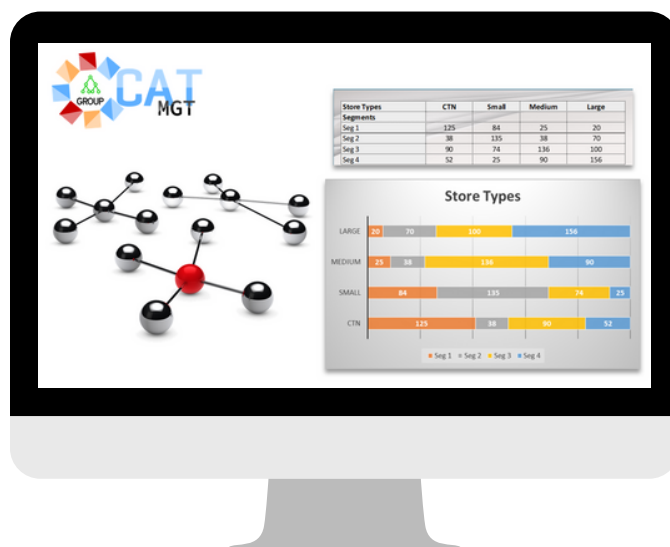 GROUP
CAT
MGT
Store Types CTN Small Medium Large
Segments
Seg 1 125 84 25 20
Seg 2 38 135 38 70
Seg 3 90 74 136 100
Seg 4 52 25 90 156
Store Types
LARGE 20 70 100 156
MEDIUM 25 38 136 90
SMALL 84 135 74 25
CTN 125 38 90 52
Seg 1 Seg 2 Seg 3 Seg 4